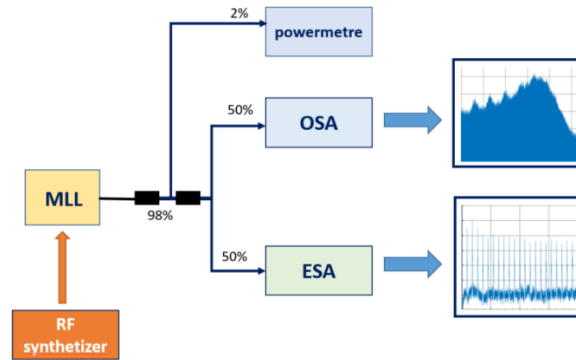 2%
powermetre
50%
OSA
MLL
98%
50%
ESA
RF
synthetizer